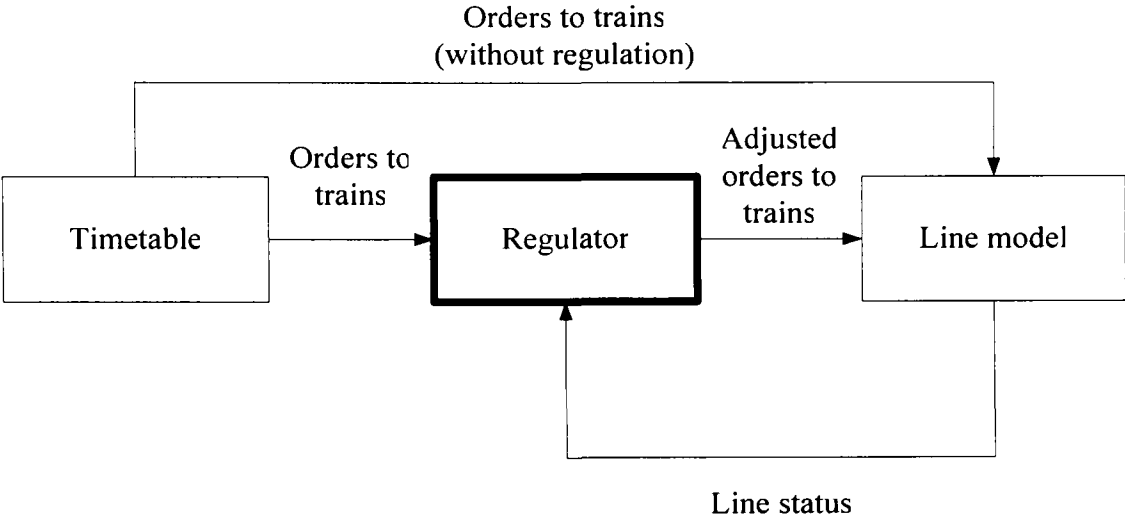 Orders to trains
(without regulation)
Orders to
trains
Adjusted
orders to
trains
Timetable
Regulator
Line model
Line status